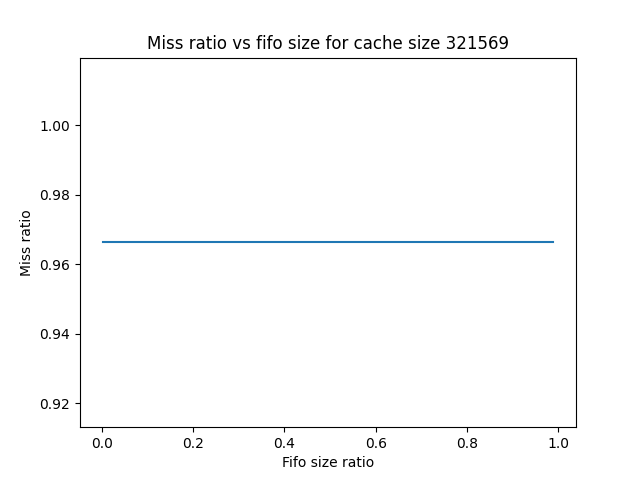 Miss ratio vs fifo size for cache size 321569
1.00
0.98
0.96
0.94
0.92
Miss ratio
0.0 0.2 0.4 0.6 0.8 1.0
Fifo size ratio